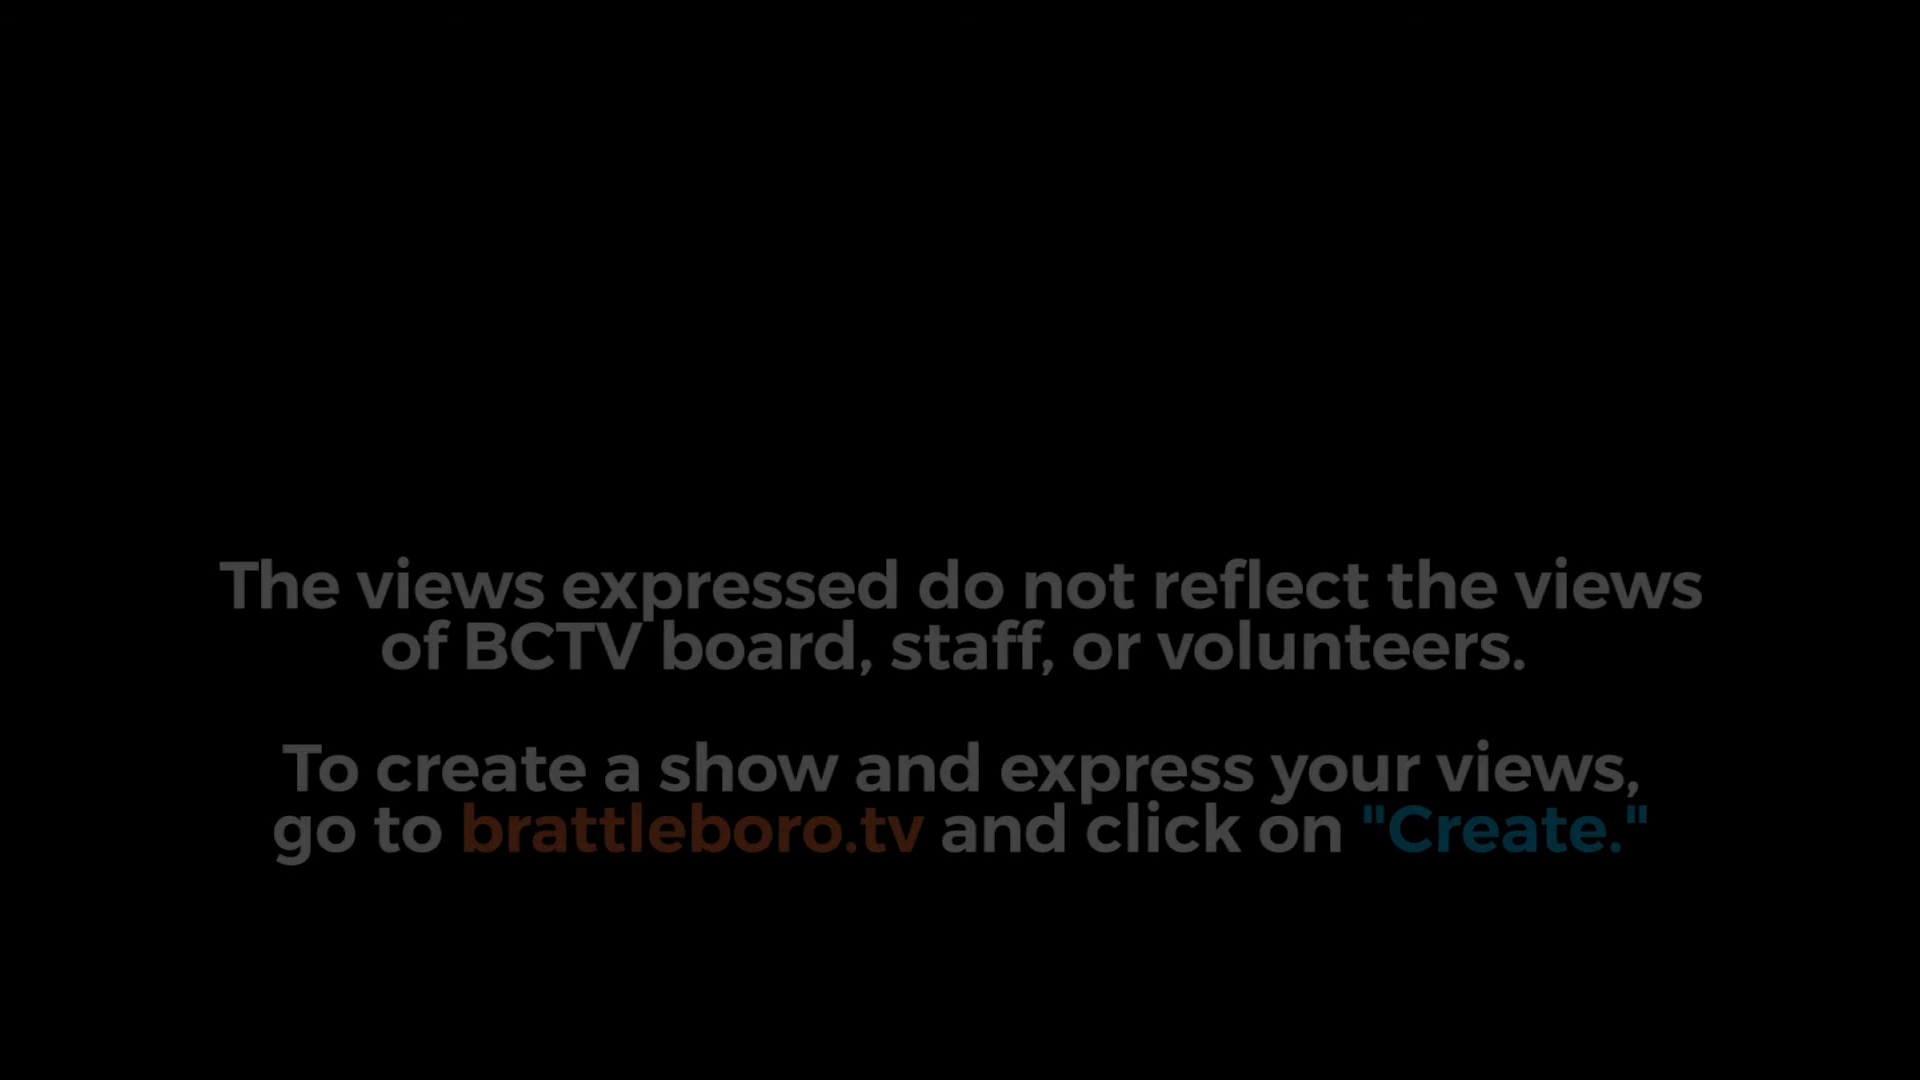 The views expressed do not reflect the views
of BCTV board, staff, or volunteers.
To create a show and express your views,
go to brattleboro.tv and click on "Create."